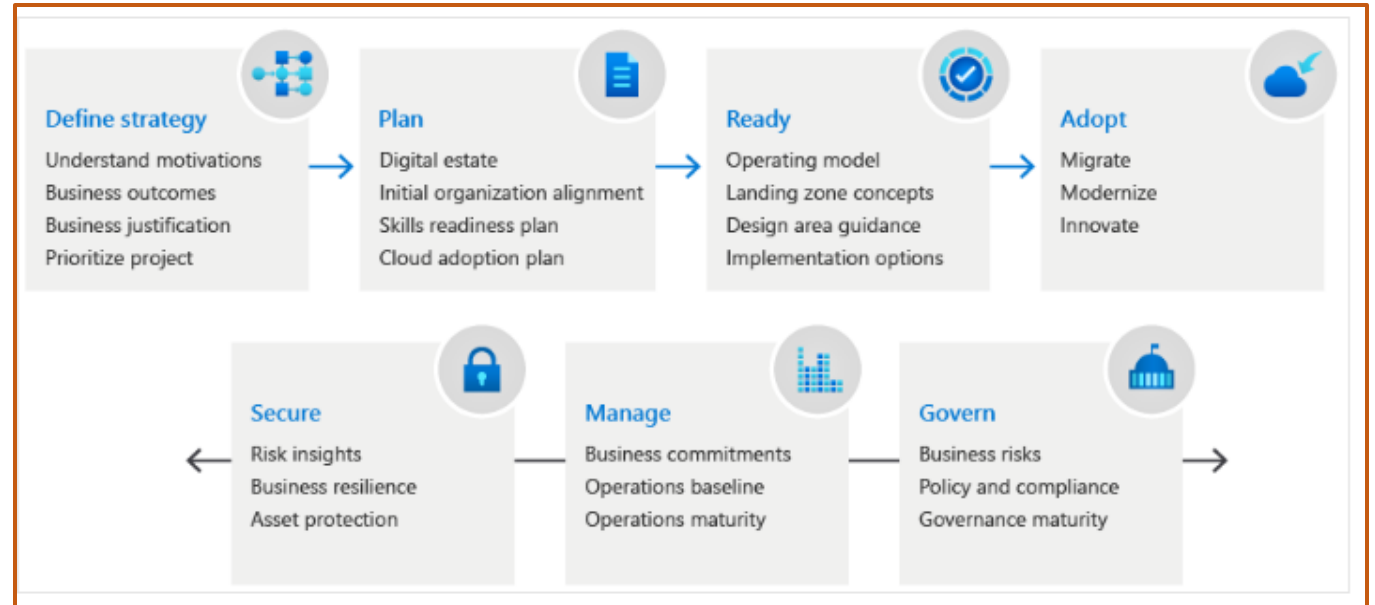 Define strategy
Understand motivations
Business outcomes
Business justification
Prioritize project
Plan
Digital estate
Initial organization alignment
Skills readiness plan
Cloud adoption plan
Ready
Operating model
Landing zone concepts
Design area guidance
Implementation options
Adopt
Migrate
Modernize
Innovate
Secure
Risk insights
Business resilience
Asset protection
Manage
Business commitments
Operations baseline
Operations maturity
Govern
Business risks
Policy and compliance
Governance maturity